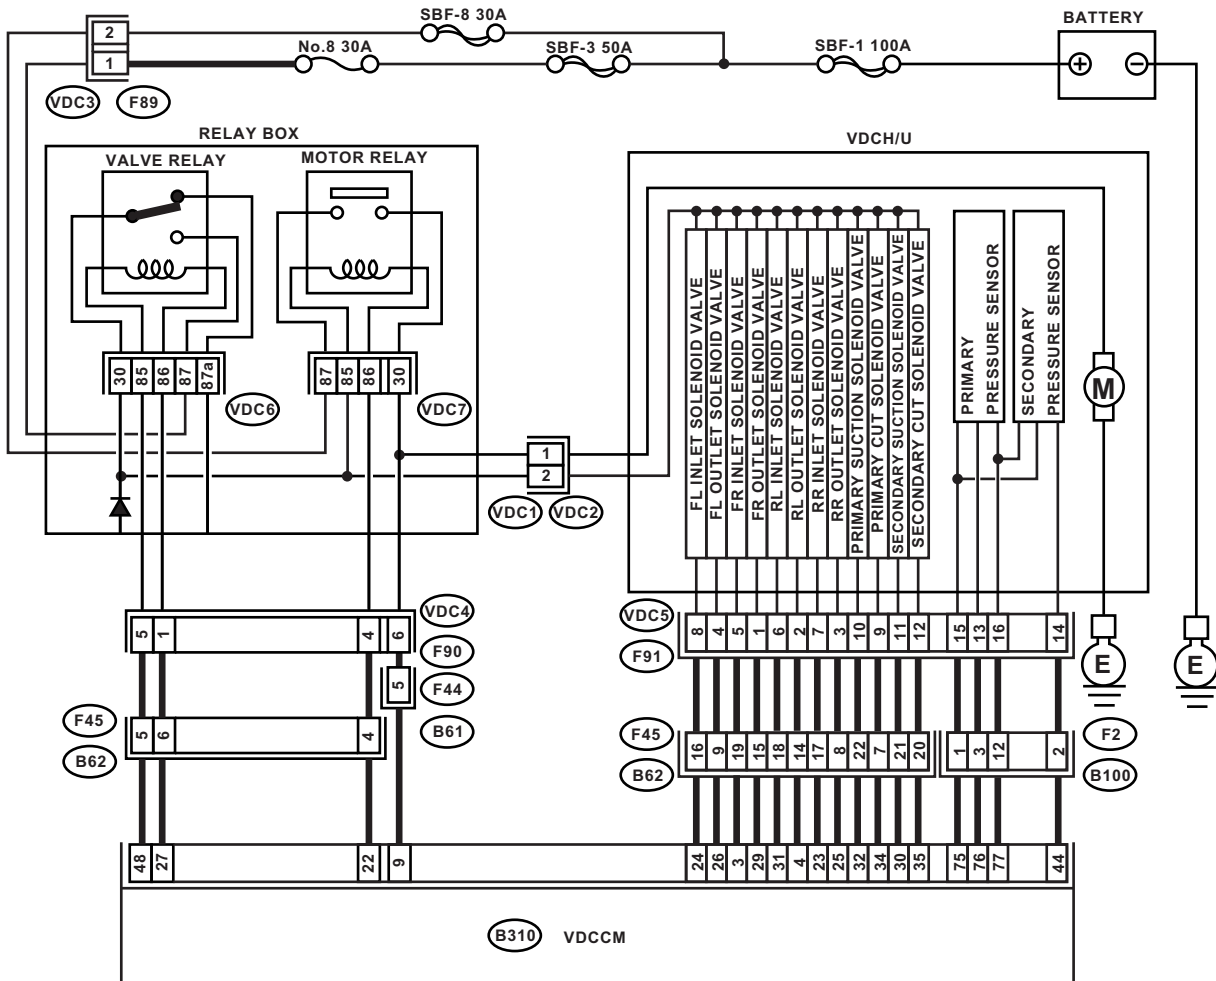 SBF-8 30A
BATTERY
2
No.8 30A
SBF-3 50A
SBF-1 100A
1
VDC3
F89
RELAY BOX
VDCH/U
VALVE RELAY
MOTOR RELAY
FL INLET SOLENOID VALVE
FL OUTLET SOLENOID VALVE
FR INLET SOLENOID VALVE
FR OUTLET SOLENOID VALVE
RL INLET SOLENOID VALVE
RL OUTLET SOLENOID VALVE
RR INLET SOLENOID VALVE
RR OUTLET SOLENOID VALVE
PRIMARY SUCTION SOLENOID VALVE
PRIMARY CUT SOLENOID VALVE
SECONDARY SUCTION SOLENOID VALVE
SECONDARY CUT SOLENOID VALVE
PRIMARY
PRESSURE SENSOR
SECONDARY
PRESSURE SENSOR
30 85 86 87 87a
87 85 86 30
M
VDC6
VDC7
1
2
VDC1
VDC2
VDC4
VDC5
5 1 4 6
8 4 5 1 6 2 7 3 10 9 11 12 15 13 16 14
F90
F91
E
E
5
F44
F45
B61
F45
F2
5 6 4
16 9 19 15 18 14 17 8 22 7 21 20 1 3 12 2
B62
B62
B100
48 27 22 9 24 26 3 29 31 4 23 25 32 34 30 35 75 76 77 44
B310
VDCCM